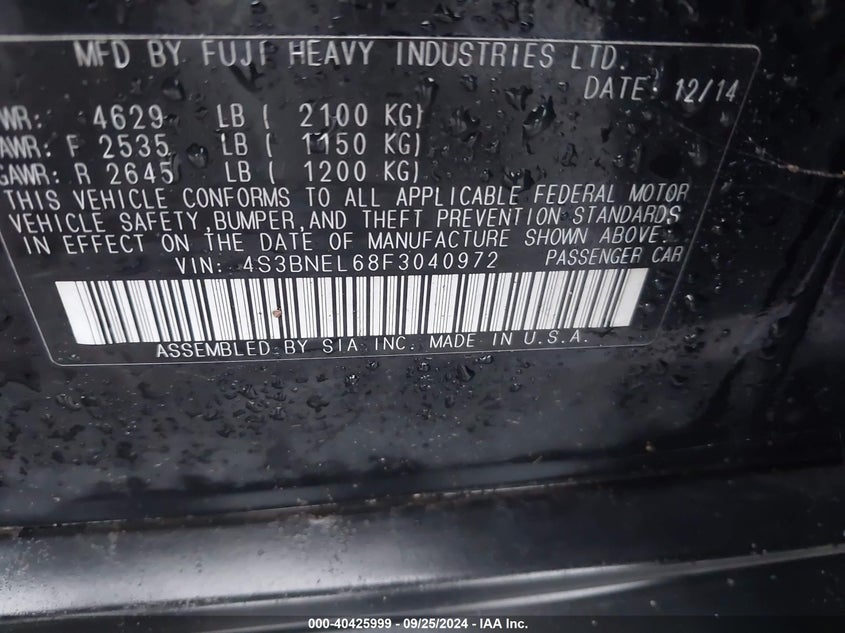 MFD BY FUJI HEAVY INDUSTRIES LTD.
DATE: 12/14
WR: 4629 LB ( 2100 KG)
AWR: F 2535 LB ( 1150 KG)
GAWR: R 2645 LB ( 1200 KG)
THIS VEHICLE CONFORMS TO ALL APPLICABLE FEDERAL MOTOR
VEHICLE SAFETY,BUMPER,AND THEFT PREVENTION STANDARDS
IN EFFECT ON THE DATE OF MANUFACTURE SHOWN ABOVE.
VIN: 4S3BNEL68F3040972 PASSENGER CAR
ASSEMBLED BY SIA INC. MADE IN U.S.A.
000-40425999 — 09/25/2024 — IAA Inc.